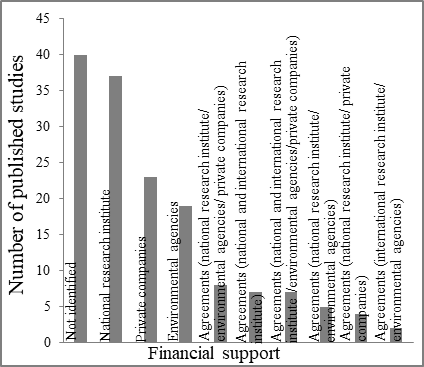 Number of published studies
45
40
35
30
25
20
15
10
5
0
Not identified
National research institute
Private companies
Environmental agencies
Agreements (national research institute/
environmental agencies/ private companies)
Agreements (national and international research
institute)
Agreements (national and international research
institute /environmental agencies/private companies)
Agreements (national research institute/
environmental agencies)
Agreements (national research institute/ private
companies)
Agreements (international research institute/
environmental agencies)
Financial support